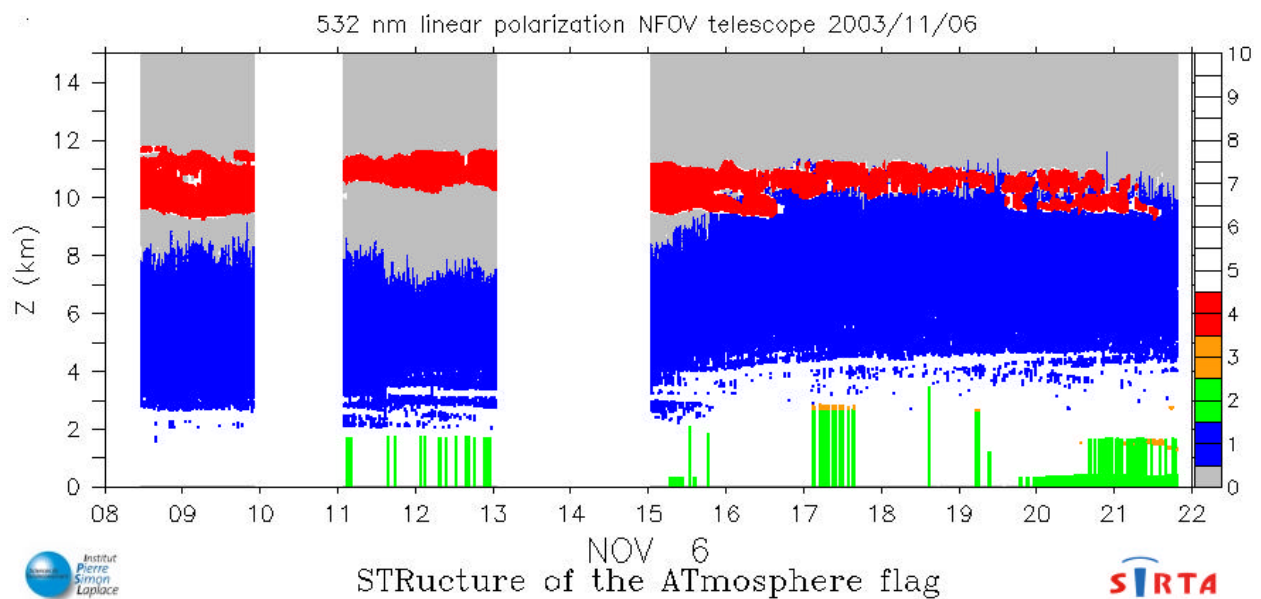 532 nm linear polarization NFOV telescope 2003/11/06
Z (km)
14
12
10
8
6
4
2
0
10
9
8
7
6
5
4
3
2
1
0
08 09 10 11 12 13 14 15 16 17 18 19 20 21 22
NOV 6
STRucture of the ATmosphere flag
Institut
Pierre
Simon
Laplace
SIRTA